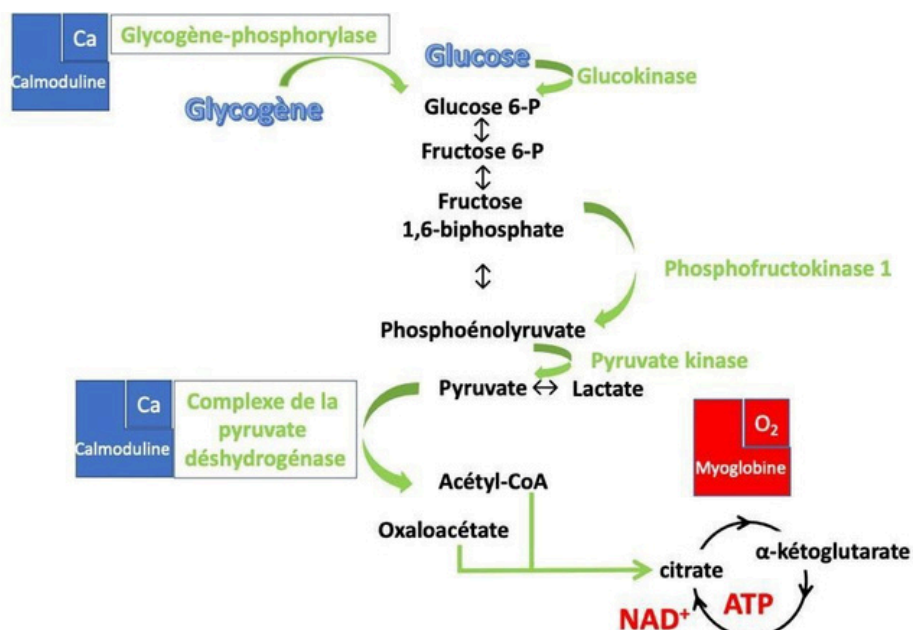 Ca
Glycogène-phosphorylase
Calmoduline
Glucose
Glucokinase
Glycogène
Glucose 6-P
Fructose 6-P
Fructose
1,6-biphosphate
Phosphofructokinase 1
Phosphoénolyruvate
Pyruvate kinase
Pyruvate ↔ Lactate
Ca
Calmoduline
Complexe de la
pyruvate
déshydrogénase
O₂
Myoglobine
Acétyl-CoA
Oxaloacétate
α-kétoglutarate
citrate
ATP
NAD⁺